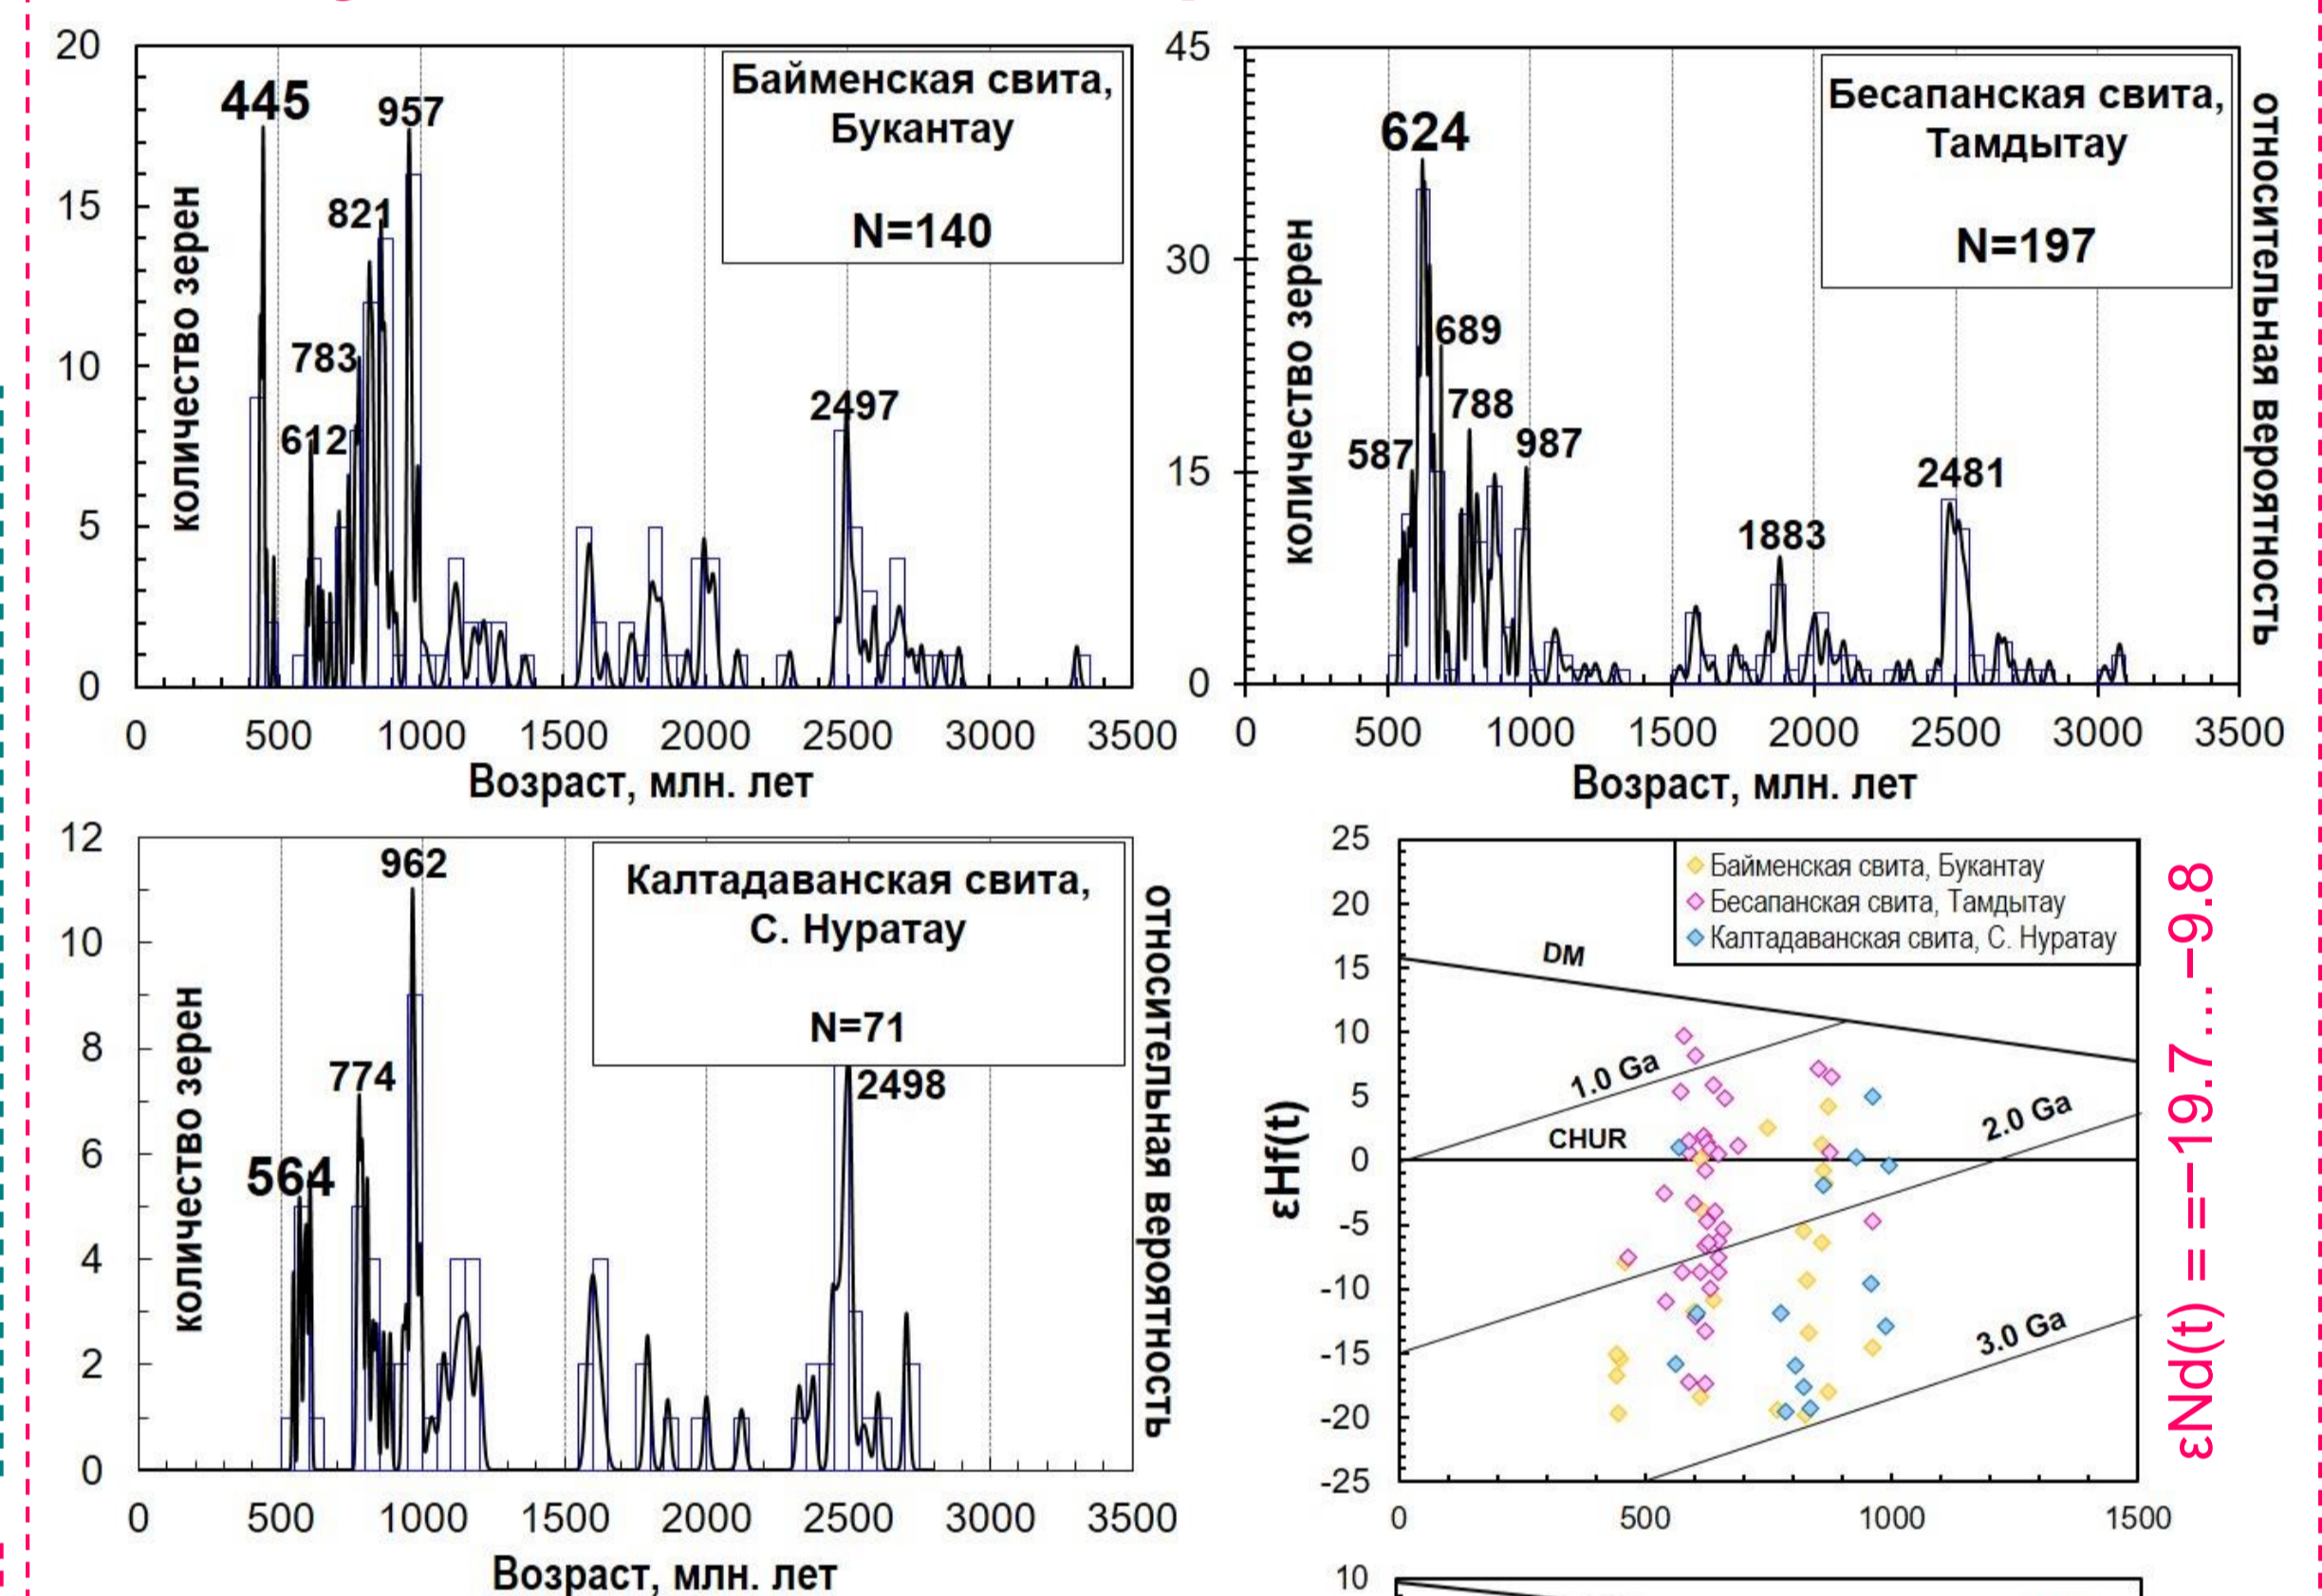 20
15
10
5
0
445
957
821
783
612
2497
количество зерен
Байменская свита,
Букантау
N=140
0 500 1000 1500 2000 2500 3000 3500
Возраст, млн. лет
45
30
15
0
624
689
788
587
987
1883
2481
количество зерен
Бесапанская свита,
Тамдытау
N=197
относительная вероятность
0 500 1000 1500 2000 2500 3000 3500
Возраст, млн. лет
12
10
8
6
4
2
0
962
774
564
2498
количество зерен
Калтадаванская свита,
С. Нуратау
N=71
относительная вероятность
0 500 1000 1500 2000 2500 3000 3500
Возраст, млн. лет
25
20
15
10
5
0
-5
-10
-15
-20
-25
εHf(t)
Байменская свита, Букантау
Бесапанская свита, Тамдытау
Калтадаванская свита, С. Нуратау
DM
1.0 Ga
CHUR
2.0 Ga
3.0 Ga
0 500 1000 1500
εNd(t) = =−19.7…−9.8
10